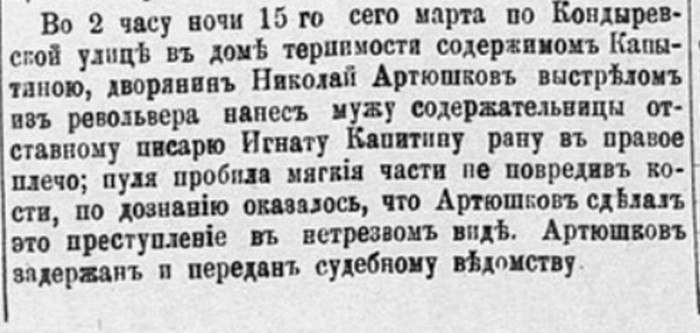 Во 2 часу ночи 15 го сего марта по Кондырев-
ской улицѣ въ домѣ терпимости содержимомъ Капы-
тиною, дворянинъ Николай Артюшковъ выстрѣломъ
изъ револьвера нанесъ мужу содержательницы от-
ставному писарю Игнату Капитину рану въ правое
плечо; пуля пробила мягкія части не повредивъ ко-
сти, по дознанію оказалось, что Артюшковъ сдѣлалъ
это преступленіе въ нетрезвомъ видѣ. Артюшковъ
задержанъ и переданъ судебному вѣдомству.